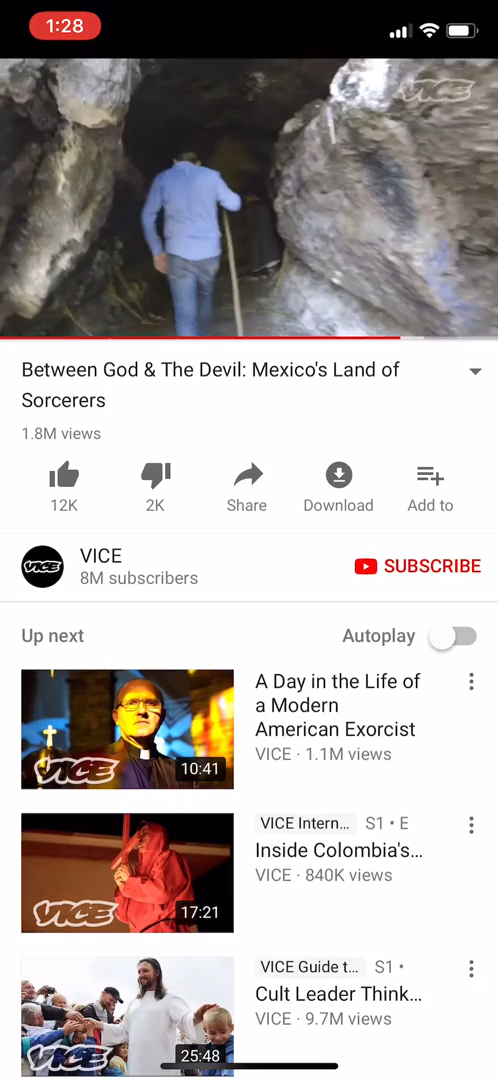 1:28
VICE
Between God & The Devil: Mexico's Land of
Sorcerers
1.8M views
12K
2K
Share
Download
Add to
VICE
VICE
8M subscribers
SUBSCRIBE
Up next
Autoplay
VICE
10:41
A Day in the Life of
a Modern
American Exorcist
VICE · 1.1M views
VICE
17:21
VICE Intern... S1 • E
Inside Colombia's...
VICE · 840K views
VICE
25:48
VICE Guide t... S1 •
Cult Leader Think...
VICE · 9.7M views